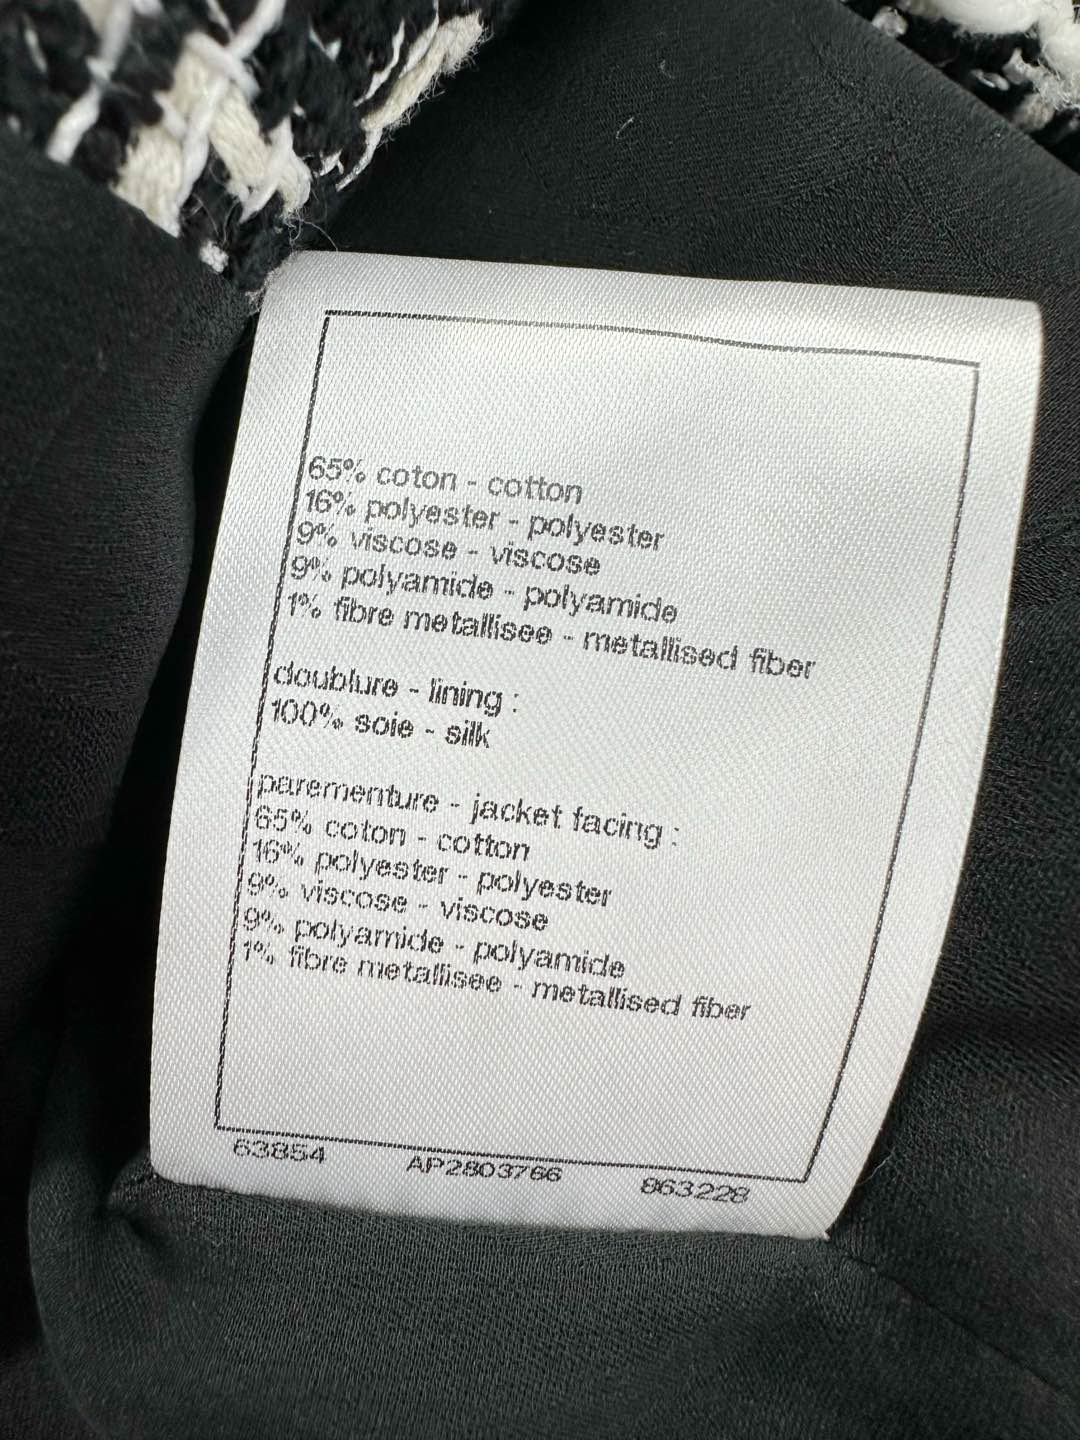 65% coton - cotton
16% polyester - polyester
9% viscose - viscose
9% polyamide - polyamide
1% fibre metallisee - metallised fiber
doublure - lining :
100% soie - silk
parementure - jacket facing :
65% coton - cotton
16% polyester - polyester
9% viscose - viscose
9% polyamide - polyamide
1% fibre metallisee - metallised fiber
63854 AP2803766 863228